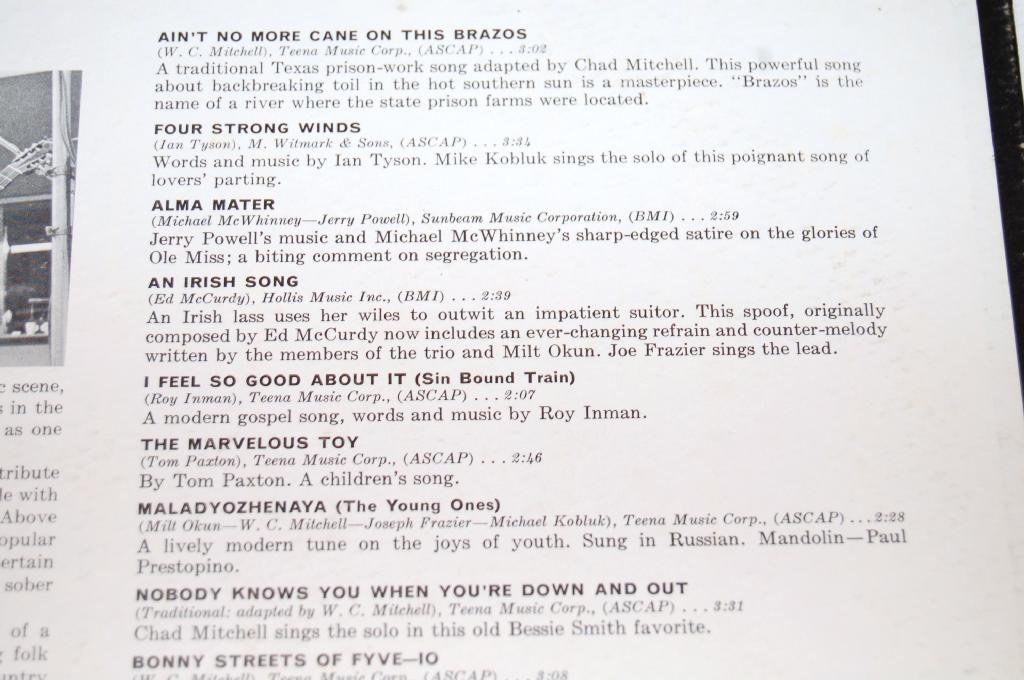 AIN'T NO MORE CANE ON THIS BRAZOS
(W. C. Mitchell), Teena Music Corp., (ASCAP) . . . 3:02
A traditional Texas prison-work song adapted by Chad Mitchell. This powerful song
about backbreaking toil in the hot southern sun is a masterpiece. "Brazos" is the
name of a river where the state prison farms were located.
FOUR STRONG WINDS
(Ian Tyson), M. Witmark & Sons, (ASCAP) . . . 3:34
Words and music by Ian Tyson. Mike Kobluk sings the solo of this poignant song of
lovers' parting.
ALMA MATER
(Michael McWhinney—Jerry Powell), Sunbeam Music Corporation, (BMI) . . . 2:59
Jerry Powell's music and Michael McWhinney's sharp-edged satire on the glories of
Ole Miss; a biting comment on segregation.
AN IRISH SONG
(Ed McCurdy), Hollis Music Inc., (BMI) . . . 2:39
An Irish lass uses her wiles to outwit an impatient suitor. This spoof, originally
composed by Ed McCurdy now includes an ever-changing refrain and counter-melody
written by the members of the trio and Milt Okun. Joe Frazier sings the lead.
I FEEL SO GOOD ABOUT IT (Sin Bound Train)
(Roy Inman), Teena Music Corp., (ASCAP) . . . 2:07
A modern gospel song, words and music by Roy Inman.
THE MARVELOUS TOY
(Tom Paxton), Teena Music Corp., (ASCAP) . . . 2:46
By Tom Paxton. A children's song.
MALADYOZHENAYA (The Young Ones)
(Milt Okun—W. C. Mitchell—Joseph Frazier—Michael Kobluk), Teena Music Corp., (ASCAP) . . . 2:28
A lively modern tune on the joys of youth. Sung in Russian. Mandolin—Paul
Prestopino.
NOBODY KNOWS YOU WHEN YOU'RE DOWN AND OUT
(Traditional: adapted by W. C. Mitchell), Teena Music Corp., (ASCAP) . . . 3:31
Chad Mitchell sings the solo in this old Bessie Smith favorite.
BONNY STREETS OF FYVE—IO
(W. C. Mitchell), Teena Music Corp., (ASCAP) . . . 3:08
c scene,
s in the
as one
tribute
le with
Above
opular
ertain
sober
of a
folk
untry